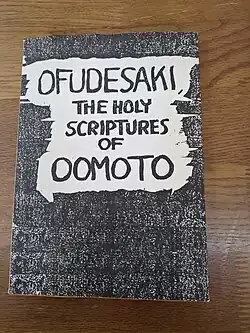 OFUDESAKI,
THE HOLY
SCRIPTURES
OF
OOMOTO